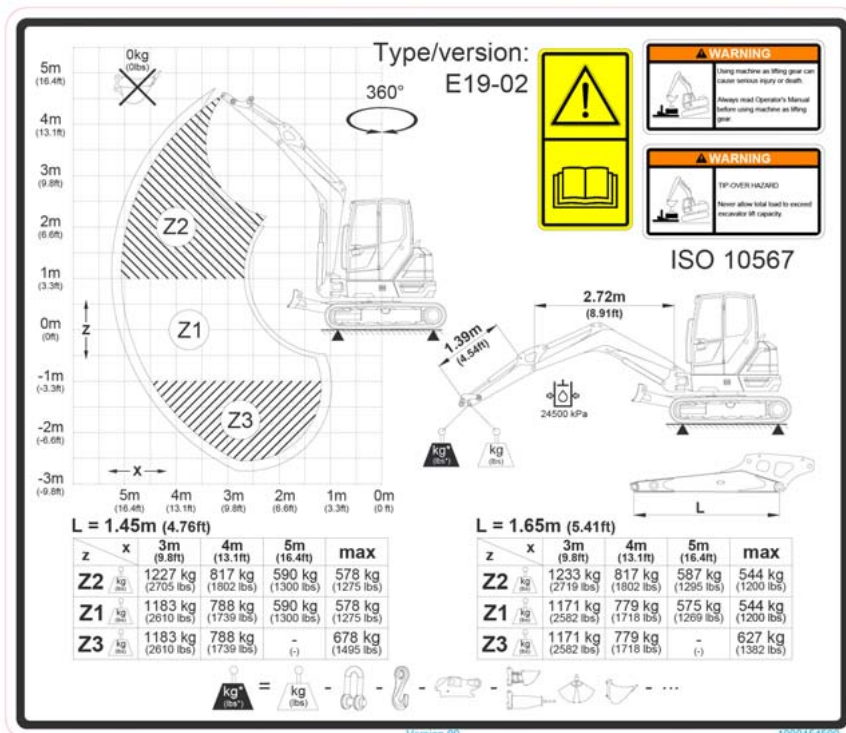 Type/version:
E19-02
0kg
(0lbs)
360°
WARNING
Using machine as lifting gear can
cause serious injury or death.
Always read Operator's Manual
before using machine as lifting
gear.
WARNING
TIP-OVER HAZARD
Never allow total load to exceed
excavator lift capacity.
ISO 10567
5m
(16.4ft)
4m
(13.1ft)
3m
(9.8ft)
2m
(6.6ft)
1m
(3.3ft)
0m
(0ft)
-1m
(-3.3ft)
-2m
(-6.6ft)
-3m
(-9.8ft)
Z2
Z1
Z3
Z
X
5m 4m 3m 2m 1m 0m
(16.4ft) (13.1ft) (9.8ft) (6.6ft) (3.3ft) (0 ft)
2.72m
(8.91ft)
1.39m
(4.54ft)
24500 kPa
kg* kg
(lbs*) (lbs)
L
L = 1.45m (4.76ft)
z x 3m 4m 5m max
(9.8ft) (13.1ft) (16.4ft)
Z2 kg 1227 kg 817 kg 590 kg 578 kg
(lbs) (2705 lbs) (1802 lbs) (1300 lbs) (1275 lbs)
Z1 kg 1183 kg 788 kg 590 kg 578 kg
(lbs) (2610 lbs) (1739 lbs) (1300 lbs) (1275 lbs)
Z3 kg 1183 kg 788 kg - 678 kg
(lbs) (2610 lbs) (1739 lbs) (-) (1495 lbs)
L = 1.65m (5.41ft)
z x 3m 4m 5m max
(9.8ft) (13.1ft) (16.4ft)
Z2 kg 1233 kg 817 kg 587 kg 544 kg
(lbs) (2719 lbs) (1802 lbs) (1295 lbs) (1200 lbs)
Z1 kg 1171 kg 779 kg 575 kg 544 kg
(lbs) (2582 lbs) (1718 lbs) (1269 lbs) (1200 lbs)
Z3 kg 1171 kg 779 kg - 627 kg
(lbs) (2582 lbs) (1718 lbs) (-) (1382 lbs)
kg* = kg - - - - - ...
(lbs*) (lbs)